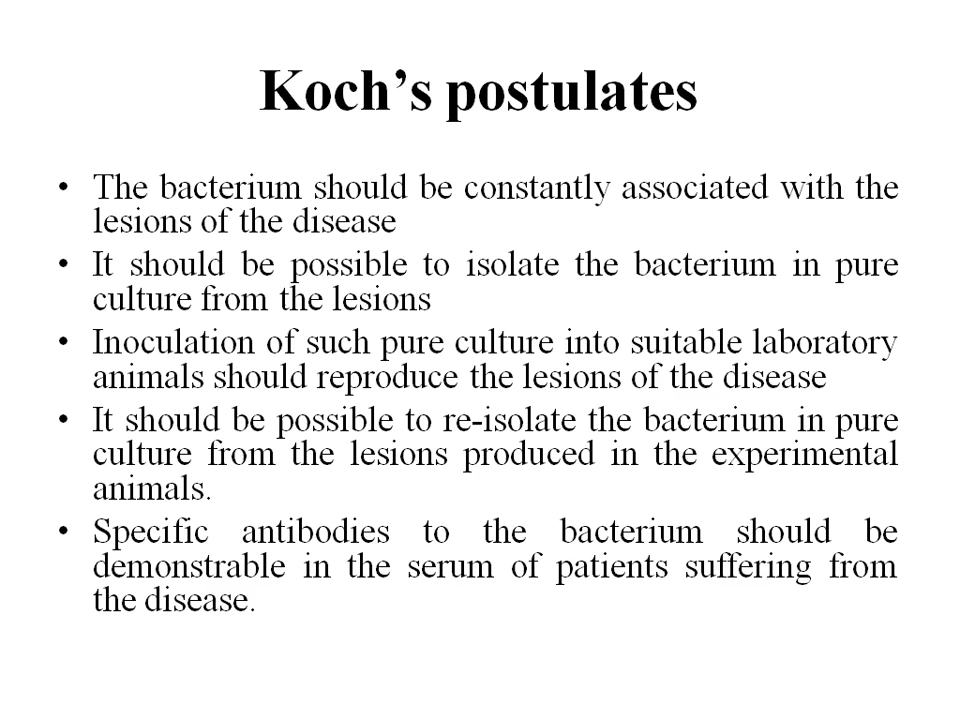 Koch’s postulates
• The bacterium should be constantly associated with the
lesions of the disease
• It should be possible to isolate the bacterium in pure
culture from the lesions
• Inoculation of such pure culture into suitable laboratory
animals should reproduce the lesions of the disease
• It should be possible to re-isolate the bacterium in pure
culture from the lesions produced in the experimental
animals.
• Specific antibodies to the bacterium should be
demonstrable in the serum of patients suffering from
the disease.